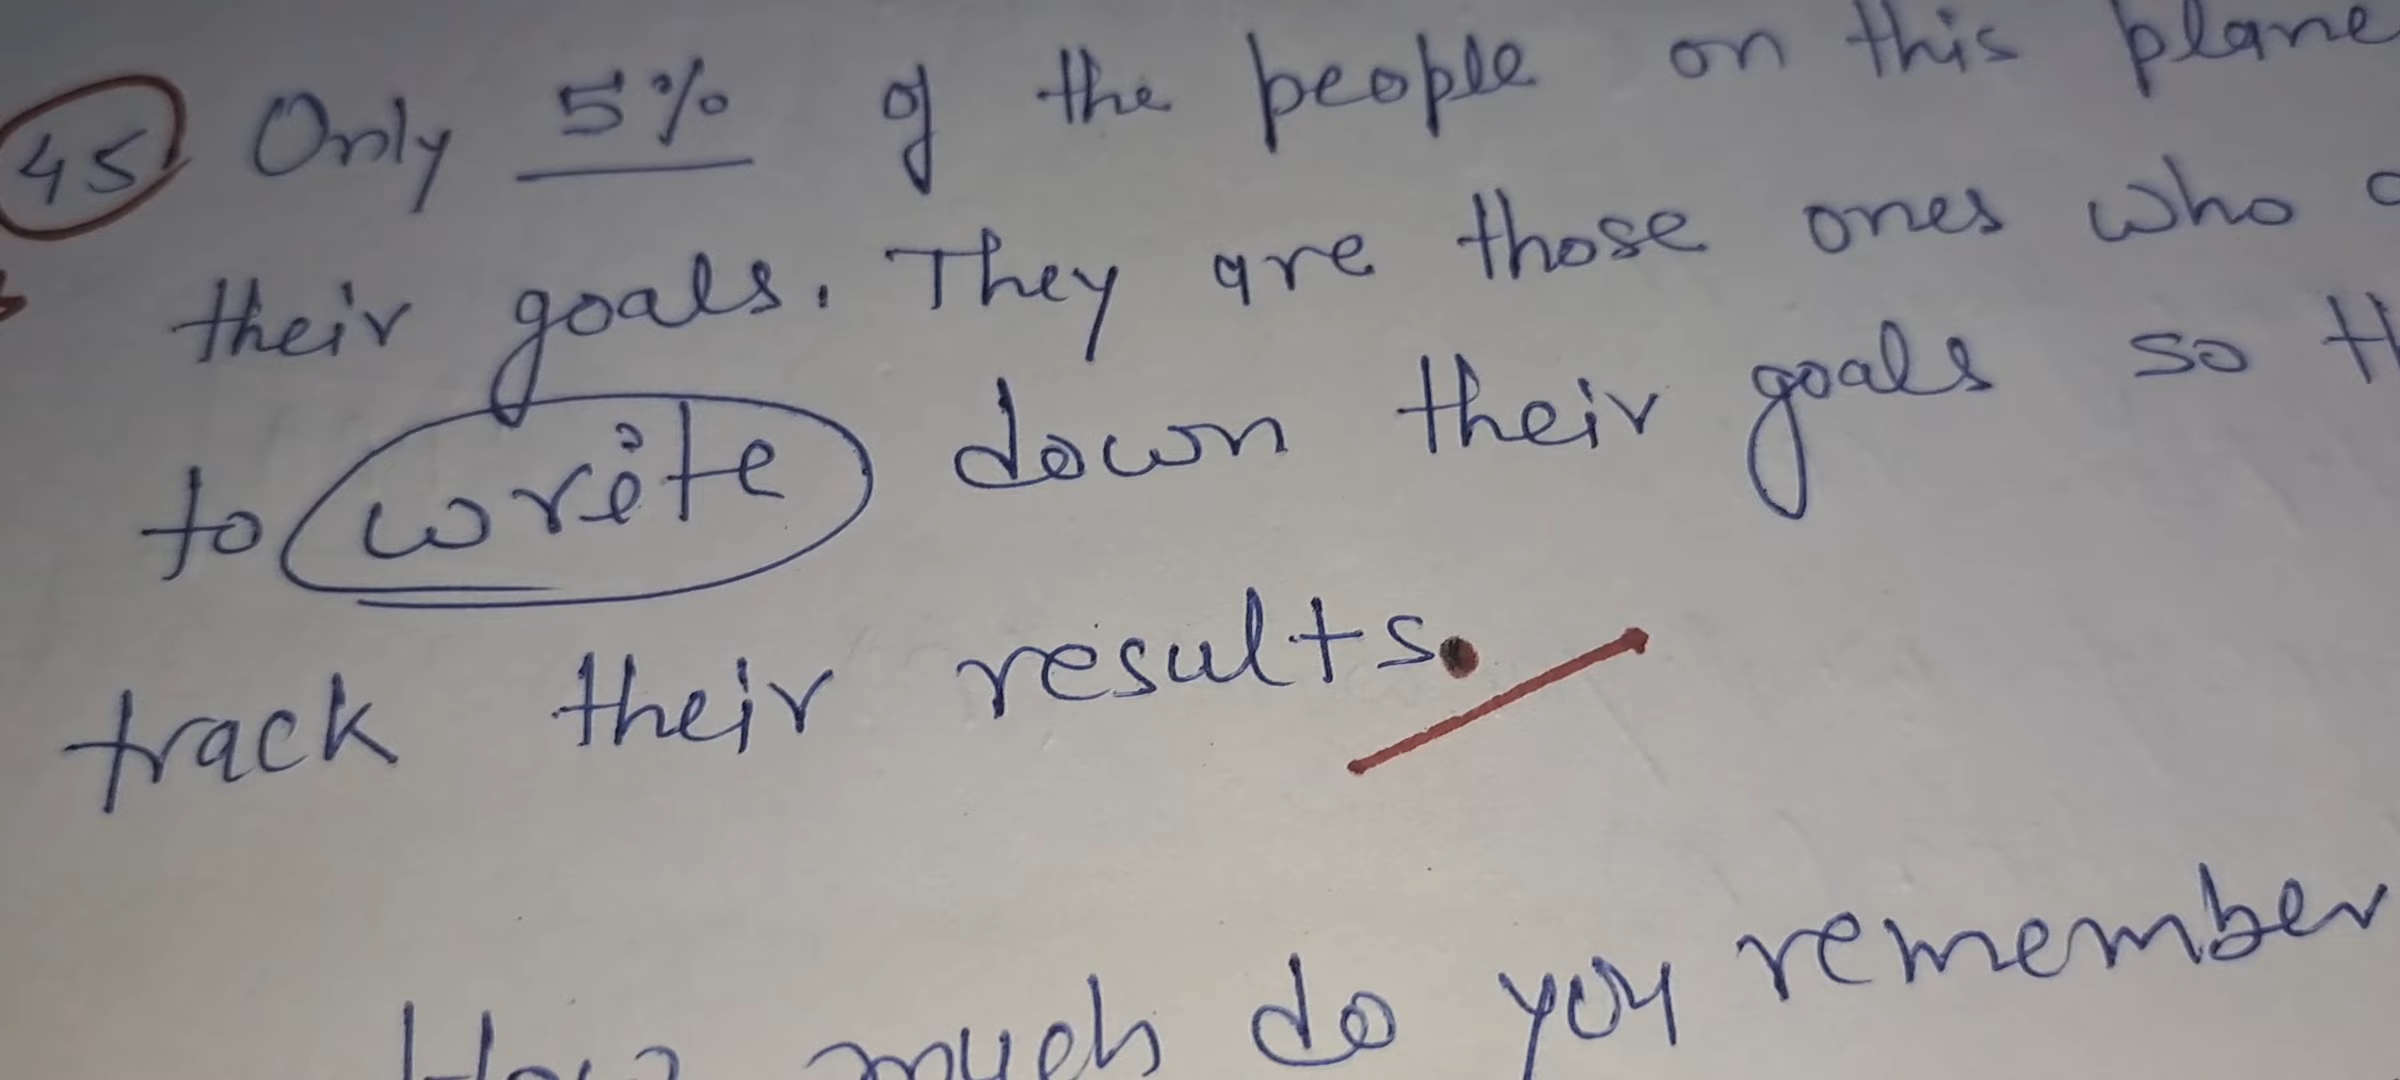 45 Only 5% of the people on this plane
their goals. They are those ones who
to write down their goals so
track their results.
How much do you remember